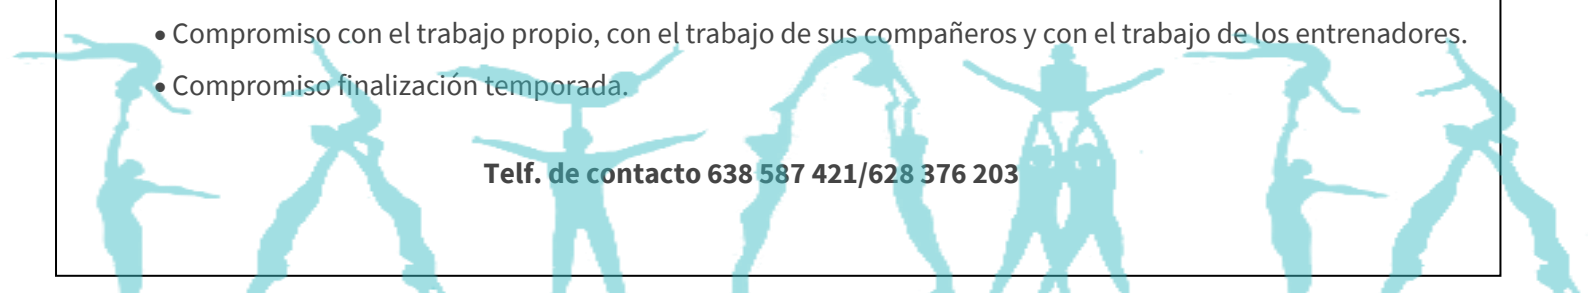 • Compromiso con el trabajo propio, con el trabajo de sus compañeros y con el trabajo de los entrenadores.
• Compromiso finalización temporada.
Telf. de contacto 638 587 421/628 376 203